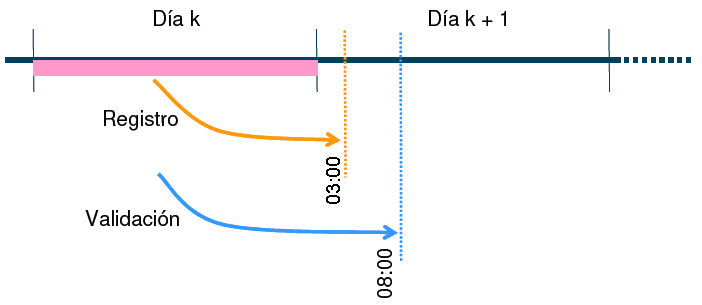 Día k
Día k + 1
Registro
03:00
Validación
08:00